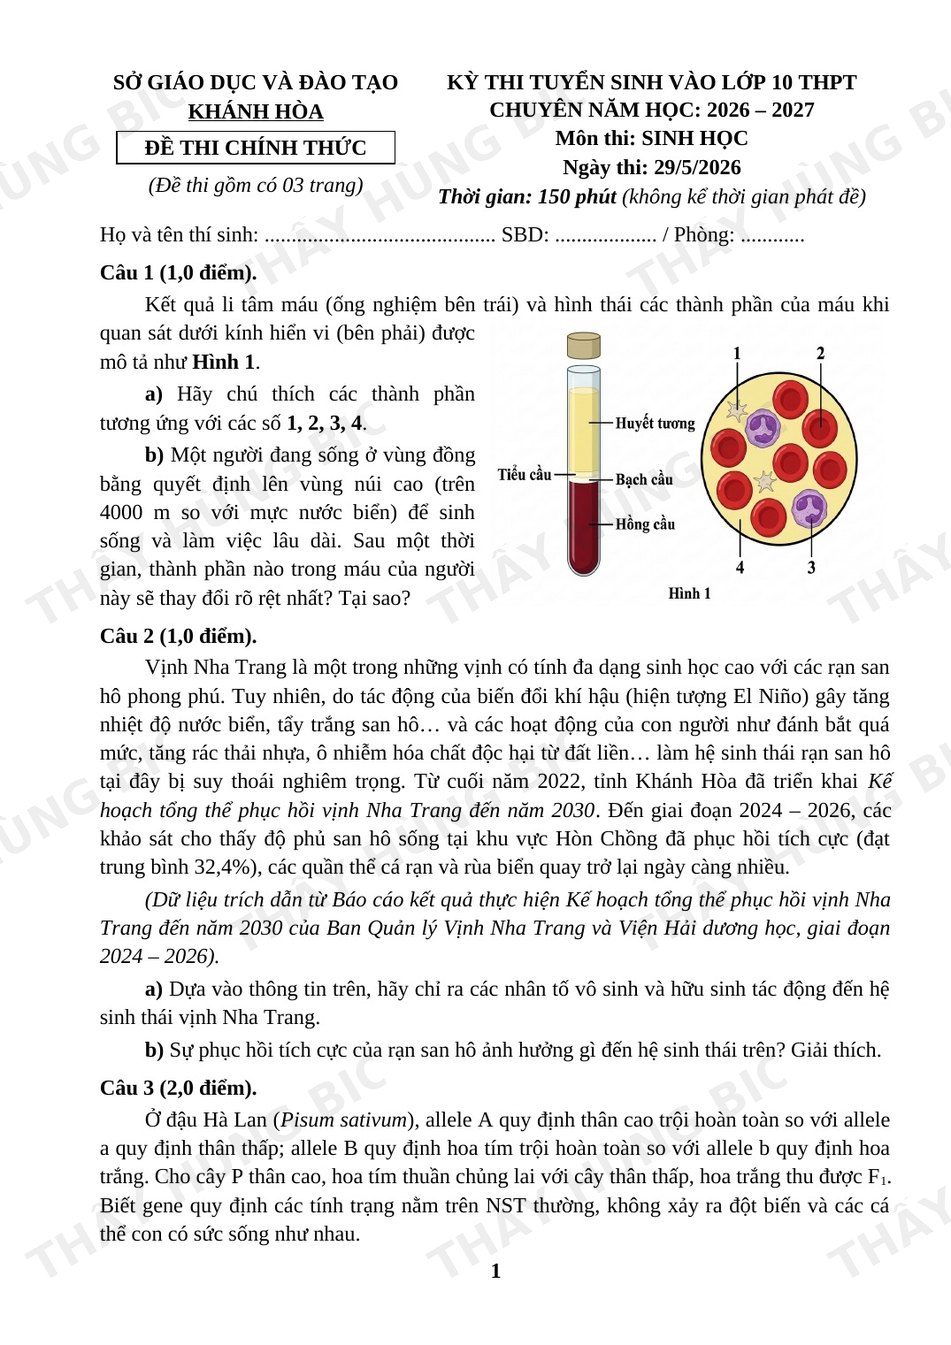 SỞ GIÁO DỤC VÀ ĐÀO TẠO
KHÁNH HÒA
ĐỀ THI CHÍNH THỨC
(Đề thi gồm có 03 trang)
KỲ THI TUYỂN SINH VÀO LỚP 10 THPT
CHUYÊN NĂM HỌC: 2026 – 2027
Môn thi: SINH HỌC
Ngày thi: 29/5/2026
Thời gian: 150 phút (không kể thời gian phát đề)
Họ và tên thí sinh: ........................................... SBD: ................... / Phòng: ............
Câu 1 (1,0 điểm).
Kết quả li tâm máu (ống nghiệm bên trái) và hình thái các thành phần của máu khi
quan sát dưới kính hiển vi (bên phải) được
mô tả như Hình 1.
a) Hãy chú thích các thành phần
tương ứng với các số 1, 2, 3, 4.
b) Một người đang sống ở vùng đồng
bằng quyết định lên vùng núi cao (trên
4000 m so với mực nước biển) để sinh
sống và làm việc lâu dài. Sau một thời
gian, thành phần nào trong máu của người
này sẽ thay đổi rõ rệt nhất? Tại sao?
1 2
Huyết tương
Tiểu cầu
Bạch cầu
Hồng cầu
4 3
Hình 1
Câu 2 (1,0 điểm).
Vịnh Nha Trang là một trong những vịnh có tính đa dạng sinh học cao với các rạn san
hô phong phú. Tuy nhiên, do tác động của biến đổi khí hậu (hiện tượng El Niño) gây tăng
nhiệt độ nước biển, tẩy trắng san hô… và các hoạt động của con người như đánh bắt quá
mức, tăng rác thải nhựa, ô nhiễm hóa chất độc hại từ đất liền… làm hệ sinh thái rạn san hô
tại đây bị suy thoái nghiêm trọng. Từ cuối năm 2022, tỉnh Khánh Hòa đã triển khai Kế
hoạch tổng thể phục hồi vịnh Nha Trang đến năm 2030. Đến giai đoạn 2024 – 2026, các
khảo sát cho thấy độ phủ san hô sống tại khu vực Hòn Chồng đã phục hồi tích cực (đạt
trung bình 32,4%), các quần thể cá rạn và rùa biển quay trở lại ngày càng nhiều.
(Dữ liệu trích dẫn từ Báo cáo kết quả thực hiện Kế hoạch tổng thể phục hồi vịnh Nha
Trang đến năm 2030 của Ban Quản lý Vịnh Nha Trang và Viện Hải dương học, giai đoạn
2024 – 2026).
a) Dựa vào thông tin trên, hãy chỉ ra các nhân tố vô sinh và hữu sinh tác động đến hệ
sinh thái vịnh Nha Trang.
b) Sự phục hồi tích cực của rạn san hô ảnh hưởng gì đến hệ sinh thái trên? Giải thích.
Câu 3 (2,0 điểm).
Ở đậu Hà Lan (Pisum sativum), allele A quy định thân cao trội hoàn toàn so với allele
a quy định thân thấp; allele B quy định hoa tím trội hoàn toàn so với allele b quy định hoa
trắng. Cho cây P thân cao, hoa tím thuần chủng lai với cây thân thấp, hoa trắng thu được F₁.
Biết gene quy định các tính trạng nằm trên NST thường, không xảy ra đột biến và các cá
thể con có sức sống như nhau.
1
THẦY HÙNG BIC